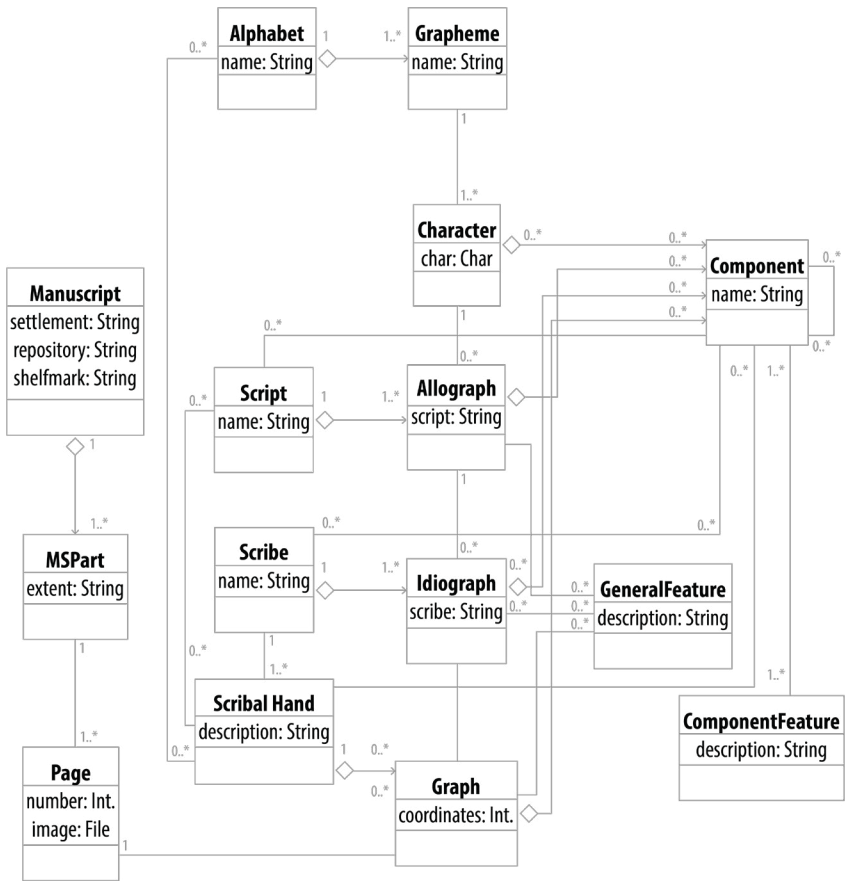 Alphabet
name: String
0..*
1
1..*
Grapheme
name: String
1
1..*
Character
char: Char
0..*
0..*
0..*
0..*
0..*
Component
name: String
0..*
0..*
0..*
1..*
1
0..*
Manuscript
settlement: String
repository: String
shelfmark: String
1
1..*
0..*
Script
name: String
0..*
1
1..*
Allograph
script: String
1
0..*
MSPart
extent: String
1
1..*
Scribe
name: String
0..*
0..*
1
1..*
1
Idiograph
scribe: String
0..*
0..*
GeneralFeature
description: String
0..*
0..*
0..*
0..*
1..*
Scribal Hand
description: String
0..*
1
0..*
0..*
1..*
ComponentFeature
description: String
Page
number: Int.
image: File
1
Graph
coordinates: Int.